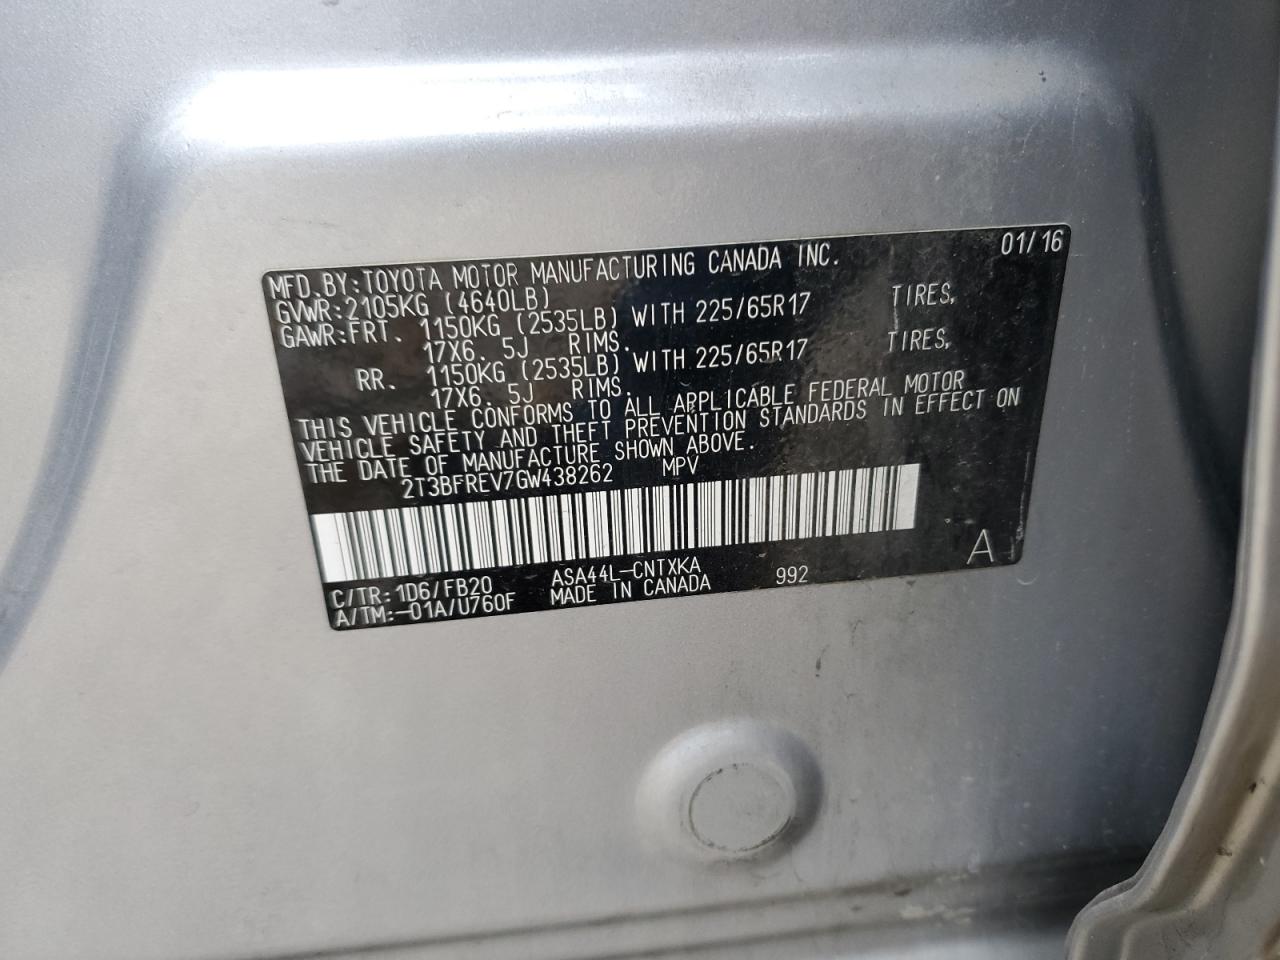 MFD.BY:TOYOTA MOTOR MANUFACTURING CANADA INC. 01/16
GVWR:2105KG (4640LB)
GAWR:FRT. 1150KG (2535LB) WITH 225/65R17 TIRES,
17X6. 5J RIMS.
RR. 1150KG (2535LB) WITH 225/65R17 TIRES,
17X6. 5J RIMS.
THIS VEHICLE CONFORMS TO ALL APPLICABLE FEDERAL MOTOR
VEHICLE SAFETY AND THEFT PREVENTION STANDARDS IN EFFECT ON
THE DATE OF MANUFACTURE SHOWN ABOVE.
2T3BFREV7GW438262 MPV
C/TR:1D6/FB20 ASA44L-CNTXKA
A/TM:-01A/U760F MADE IN CANADA 992 A